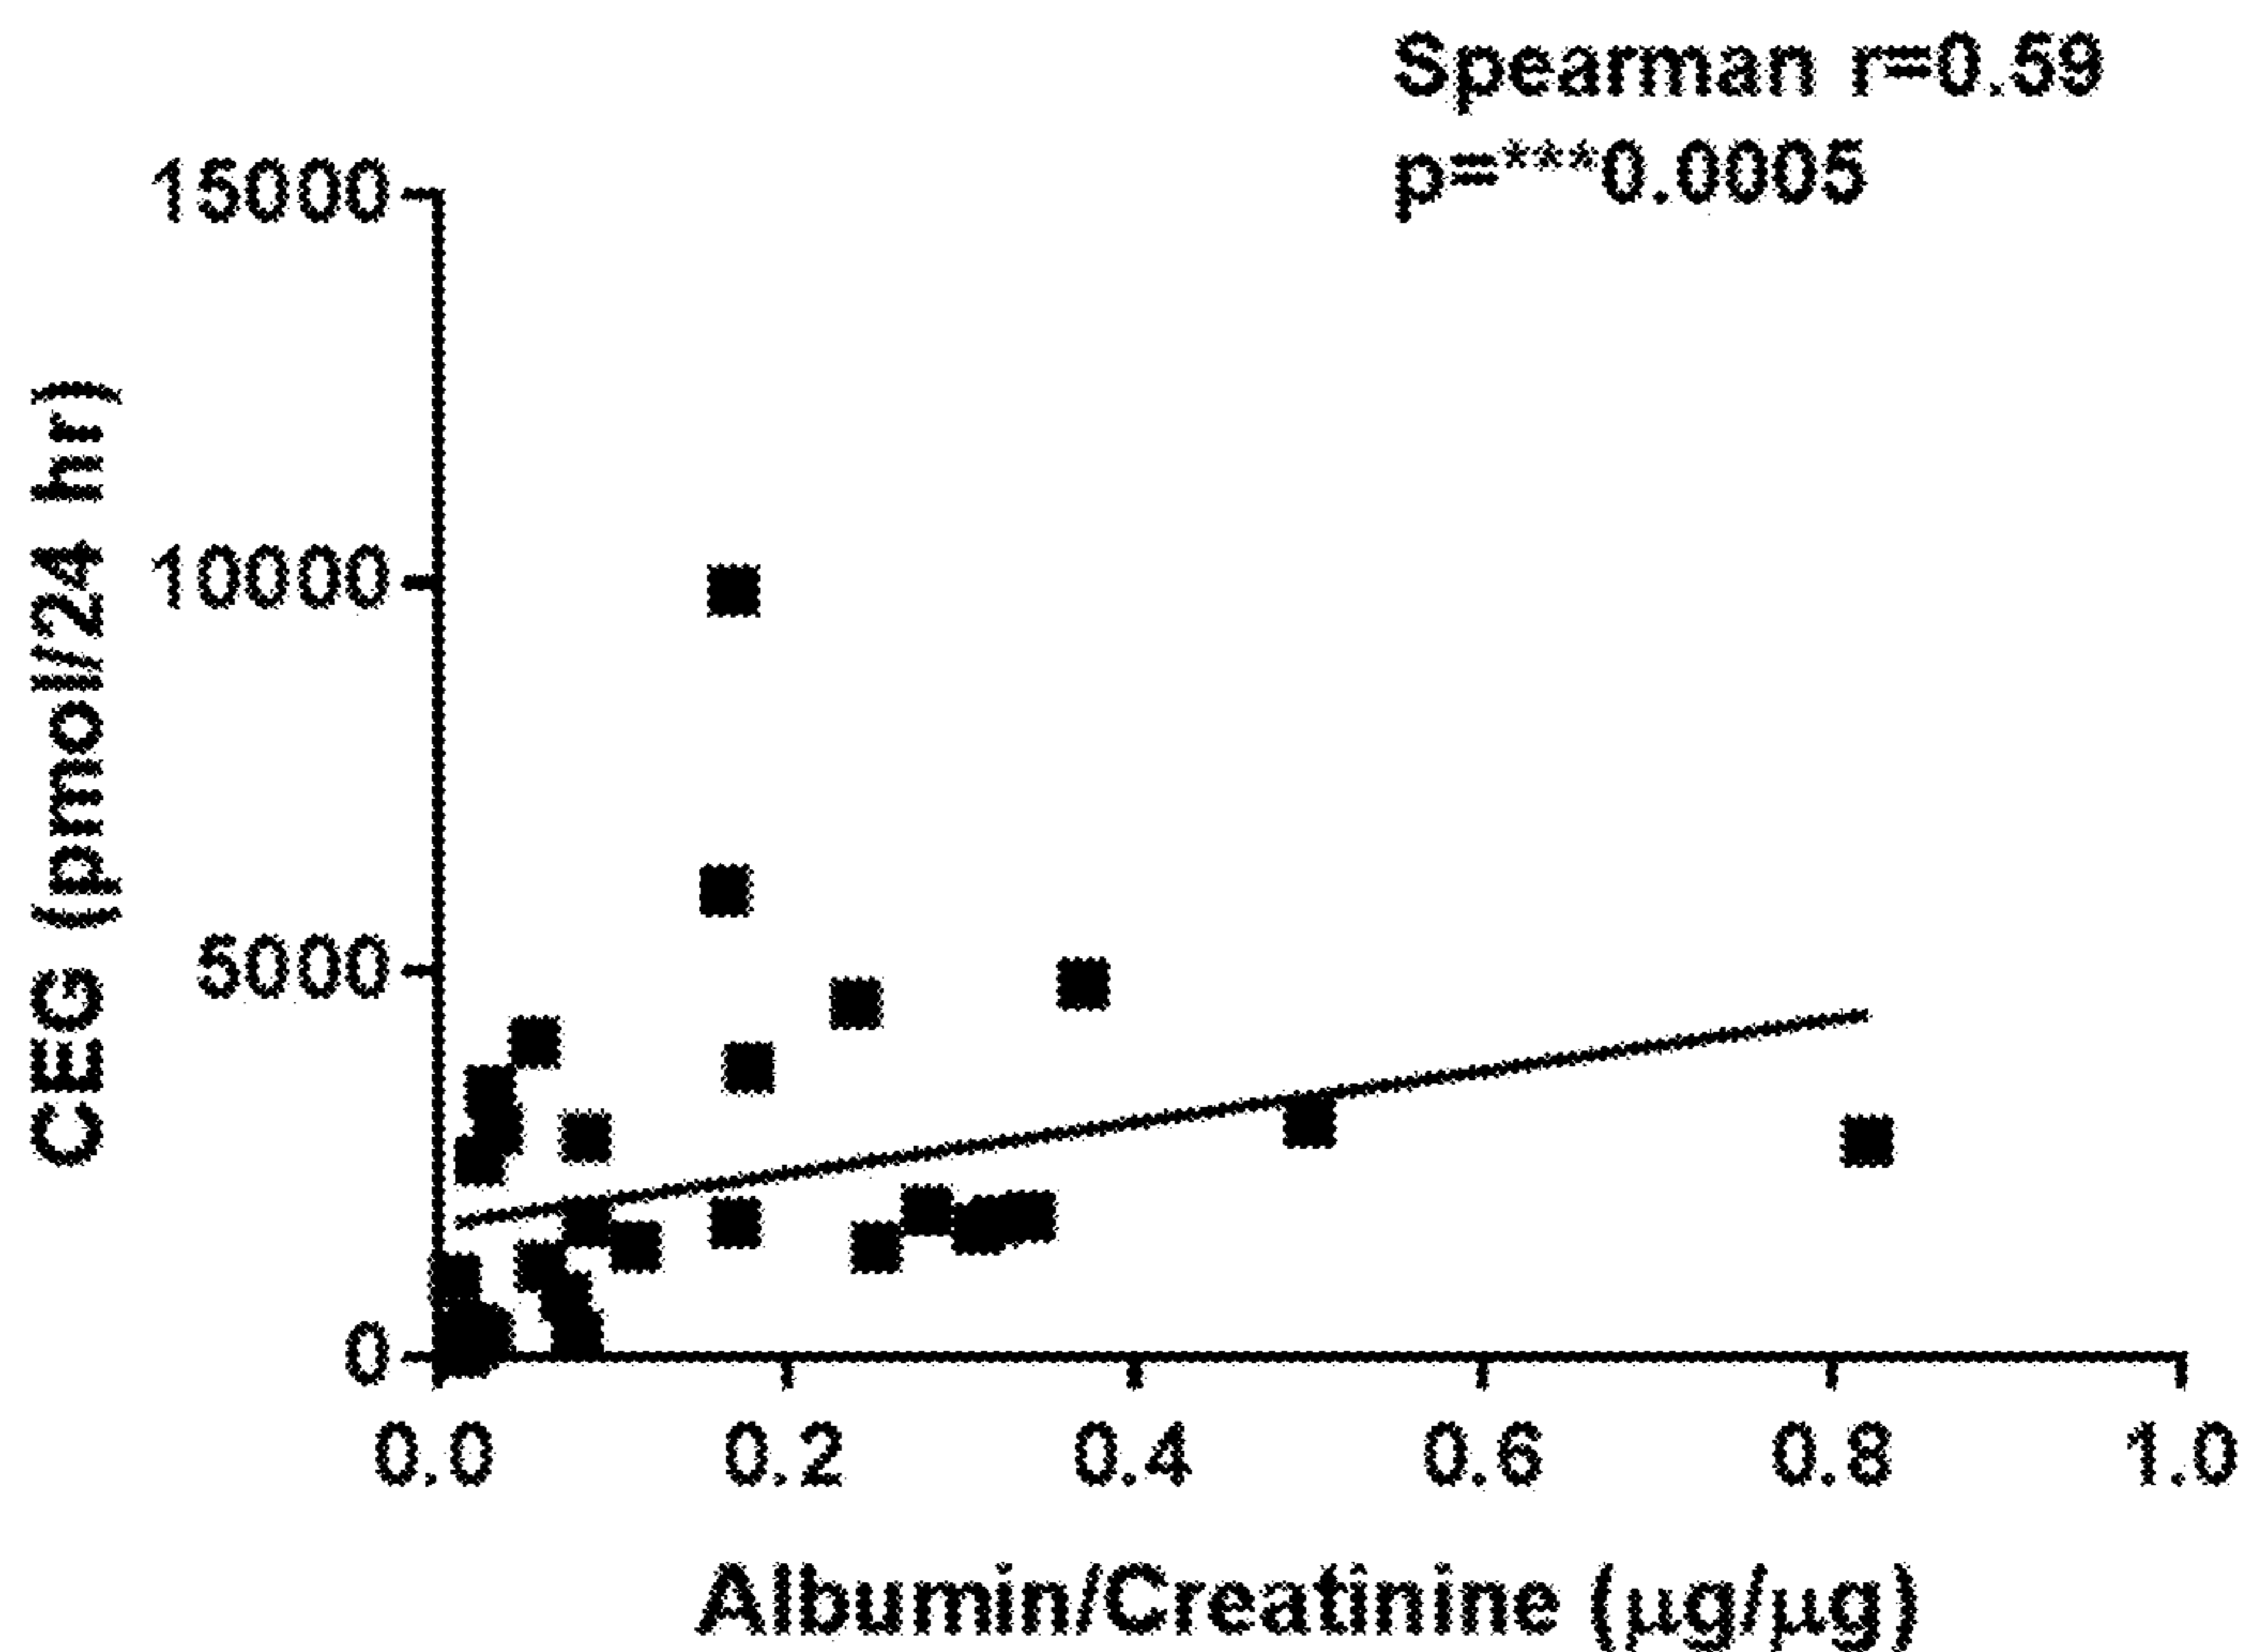 Spearman r=0.59
p=***0.0005
CEG (pmol/24 hr)
15000
10000
5000
0
0.0 0.2 0.4 0.6 0.8 1.0
Albumin/Creatinine (μg/μg)